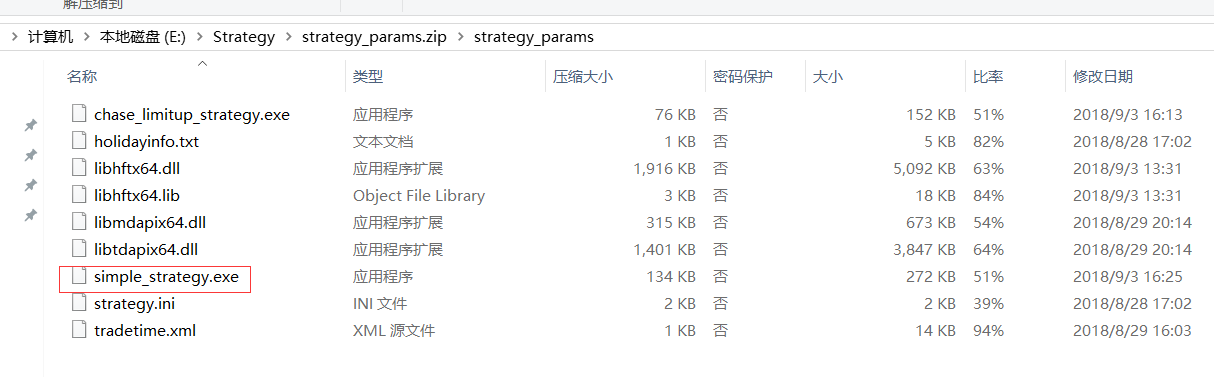 解压缩到
计算机 本地磁盘 (E:) Strategy strategy_params.zip strategy_params
名称 类型 压缩大小 密码保护 大小 比率 修改日期
chase_limitup_strategy.exe 应用程序 76 KB 否 152 KB 51% 2018/9/3 16:13
holidayinfo.txt 文本文档 1 KB 否 5 KB 82% 2018/8/28 17:02
libhftx64.dll 应用程序扩展 1,916 KB 否 5,092 KB 63% 2018/9/3 13:31
libhftx64.lib Object File Library 3 KB 否 18 KB 84% 2018/9/3 13:31
libmdapix64.dll 应用程序扩展 315 KB 否 673 KB 54% 2018/8/29 20:14
libtdapix64.dll 应用程序扩展 1,401 KB 否 3,847 KB 64% 2018/8/29 20:14
simple_strategy.exe 应用程序 134 KB 否 272 KB 51% 2018/9/3 16:25
strategy.ini INI 文件 2 KB 否 2 KB 39% 2018/8/28 17:02
tradetime.xml XML 源文件 1 KB 否 14 KB 94% 2018/8/29 16:03